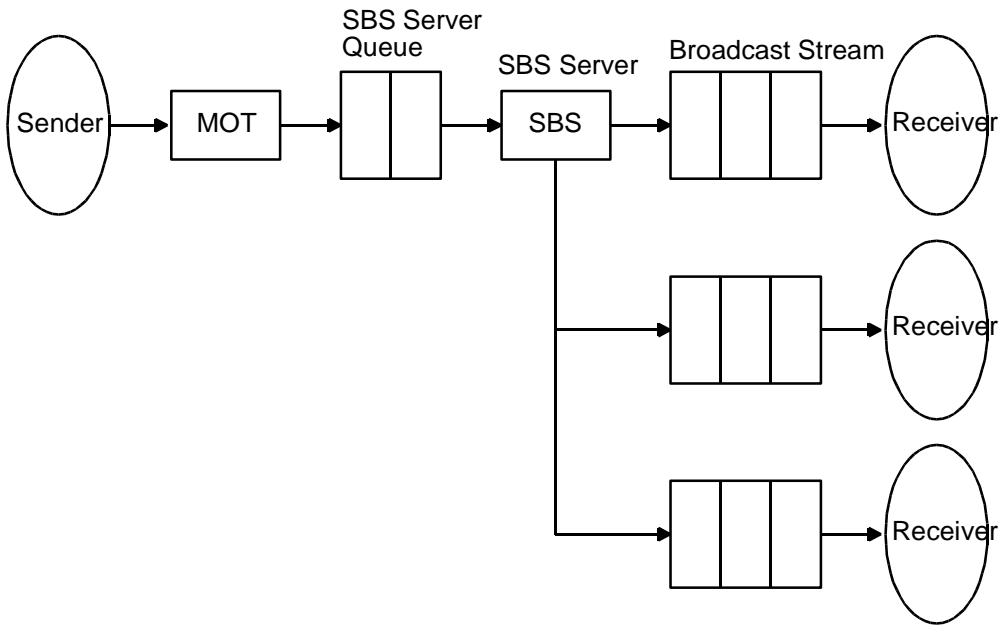 SBS Server
Queue
SBS Server
Broadcast Stream
Sender
MOT
SBS
Receiver
Receiver
Receiver